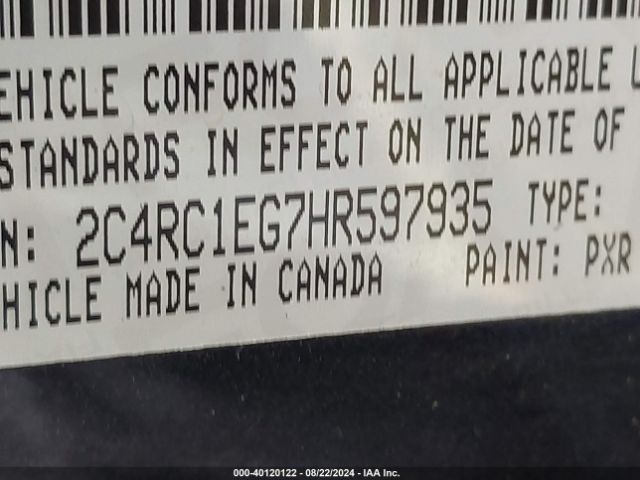 EHICLE CONFORMS TO ALL APPLICABLE
STANDARDS IN EFFECT ON THE DATE OF
N: 2C4RC1EG7HR597935 TYPE:
HICLE MADE IN CANADA PAINT: PXR
000-40120122 - 08/22/2024 - IAA Inc.